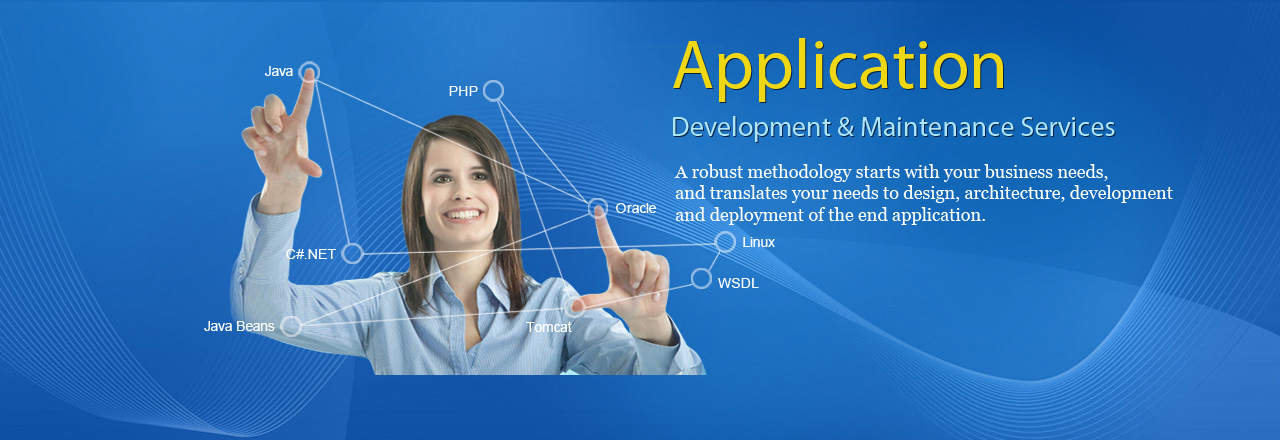 Application
Development & Maintenance Services
A robust methodology starts with your business needs,
and translates your needs to design, architecture, development
and deployment of the end application.
Java
PHP
Oracle
Linux
C#.NET
WSDL
Java Beans
Tomcat